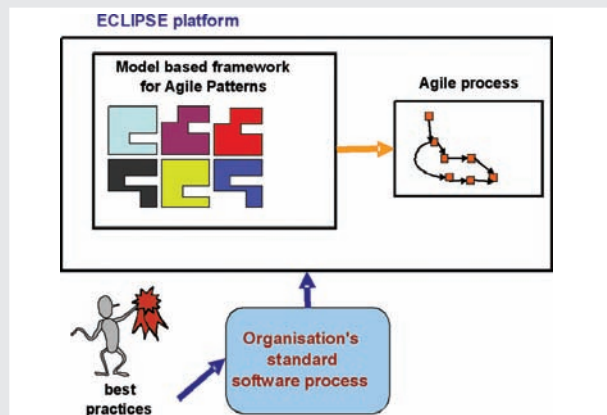 ECLIPSE platform
Model based framework
for Agile Patterns
Agile process
Organisation's
standard
software process
best
practices